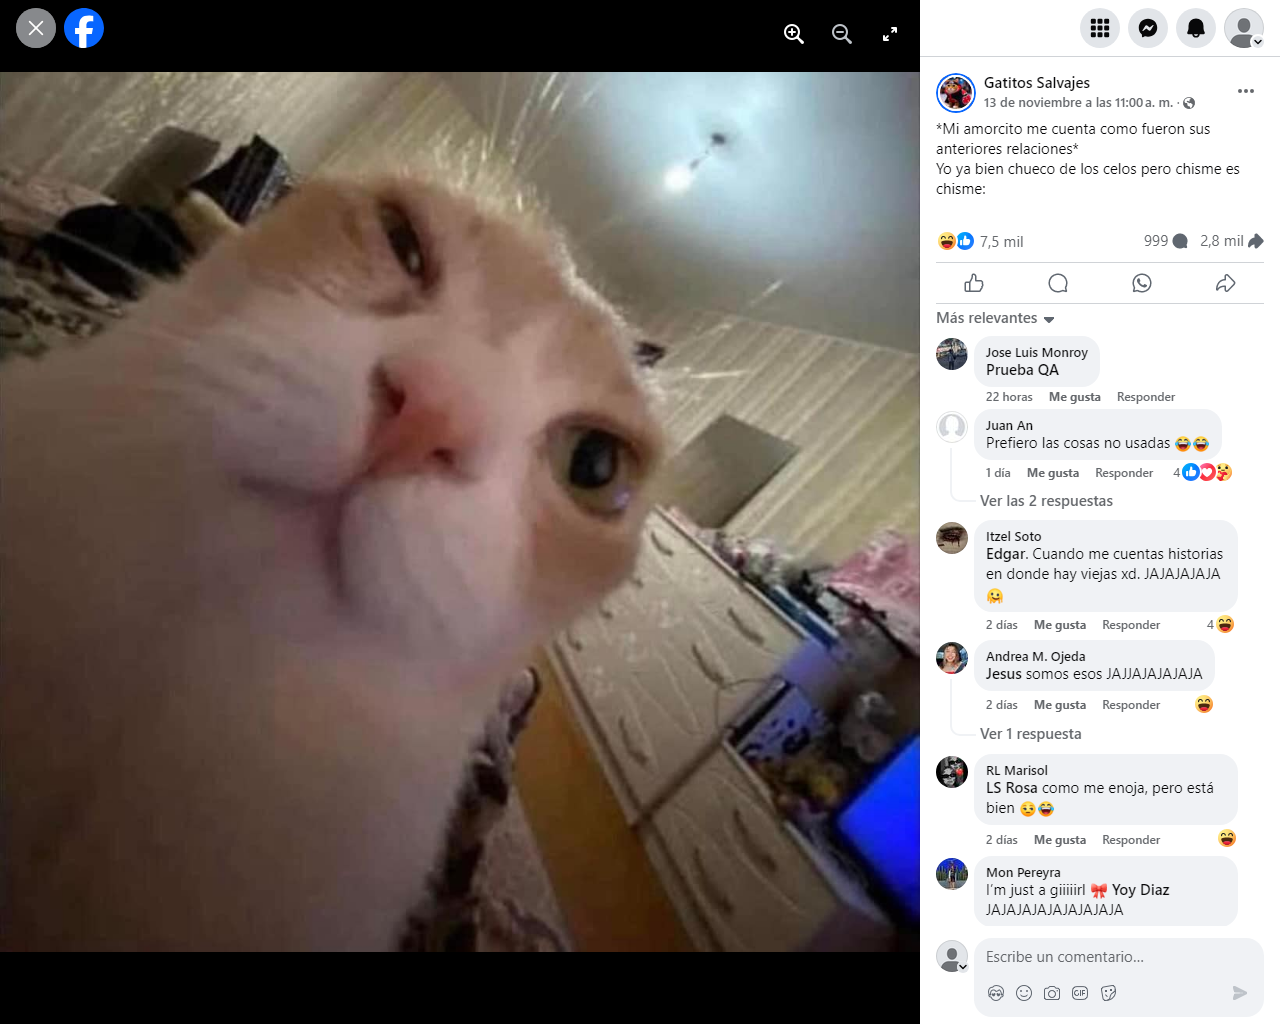 Gatitos Salvajes
13 de noviembre a las 11:00 a. m. ·
*Mi amorcito me cuenta como fueron sus
anteriores relaciones*
Yo ya bien chueco de los celos pero chisme es
chisme:
😆👍 7,5 mil 999 2,8 mil
Más relevantes
Jose Luis Monroy
Prueba QA
22 horas Me gusta Responder
Juan An
Prefiero las cosas no usadas 😂😂
1 día Me gusta Responder 4
Ver las 2 respuestas
Itzel Soto
Edgar. Cuando me cuentas historias
en donde hay viejas xd. JAJAJAJAJA
🤗
2 días Me gusta Responder 4
Andrea M. Ojeda
Jesus somos esos JAJJAJAJAJAJA
2 días Me gusta Responder
Ver 1 respuesta
RL Marisol
LS Rosa como me enoja, pero está
bien 😒😂
2 días Me gusta Responder
Mon Pereyra
I'm just a giiiiirl 🎀 Yoy Diaz
JAJAJAJAJAJAJAJAJA
Escribe un comentario...
GIF